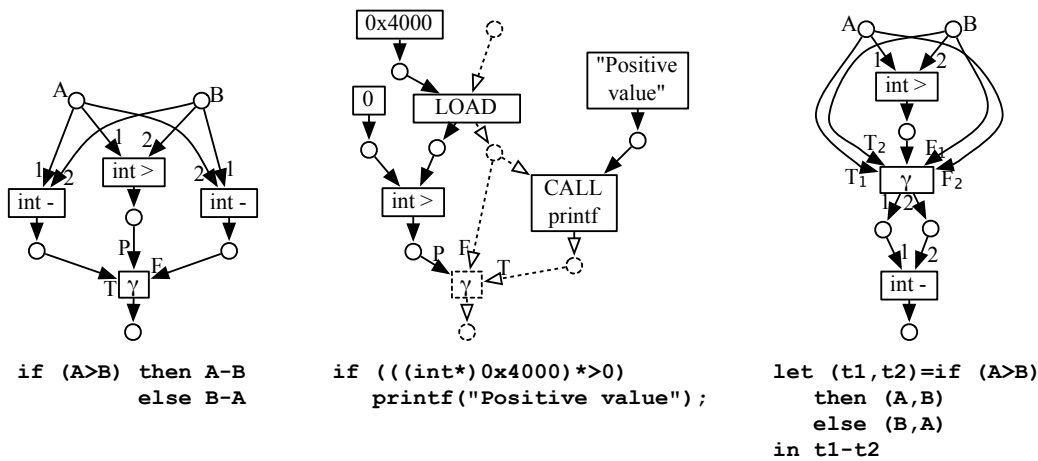 A
B
1
2
2
1
1
2
int >
int -
int -
P
F
T
γ
if (A>B) then A-B
else B-A
0x4000
0
LOAD
"Positive
value"
int >
CALL
printf
P
F
T
γ
if (((int*)0x4000)*>0)
printf("Positive value");
A
B
1
2
int >
T₂
F₁
T₁
F₂
γ
1
2
1
2
int -
let (t1,t2)=if (A>B)
then (A,B)
else (B,A)
in t1-t2